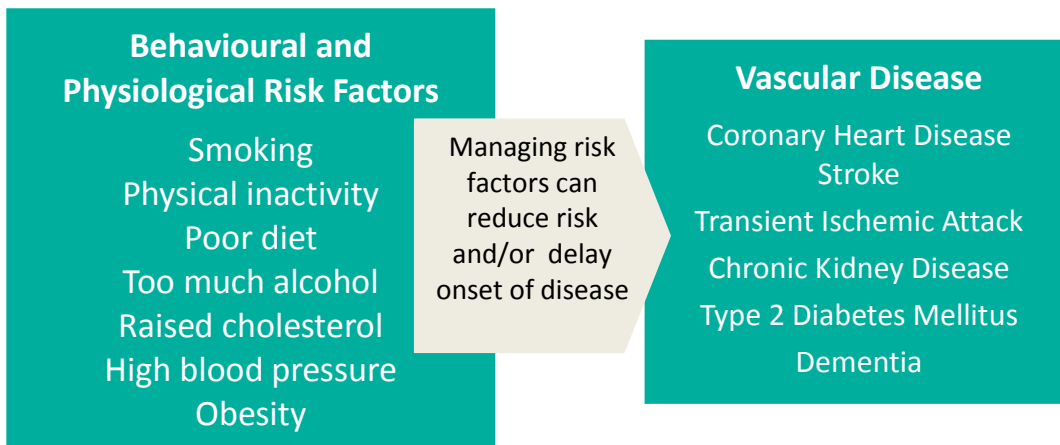 Behavioural and
Physiological Risk Factors
Smoking
Physical inactivity
Poor diet
Too much alcohol
Raised cholesterol
High blood pressure
Obesity
Managing risk
factors can
reduce risk
and/or delay
onset of disease
Vascular Disease
Coronary Heart Disease
Stroke
Transient Ischemic Attack
Chronic Kidney Disease
Type 2 Diabetes Mellitus
Dementia